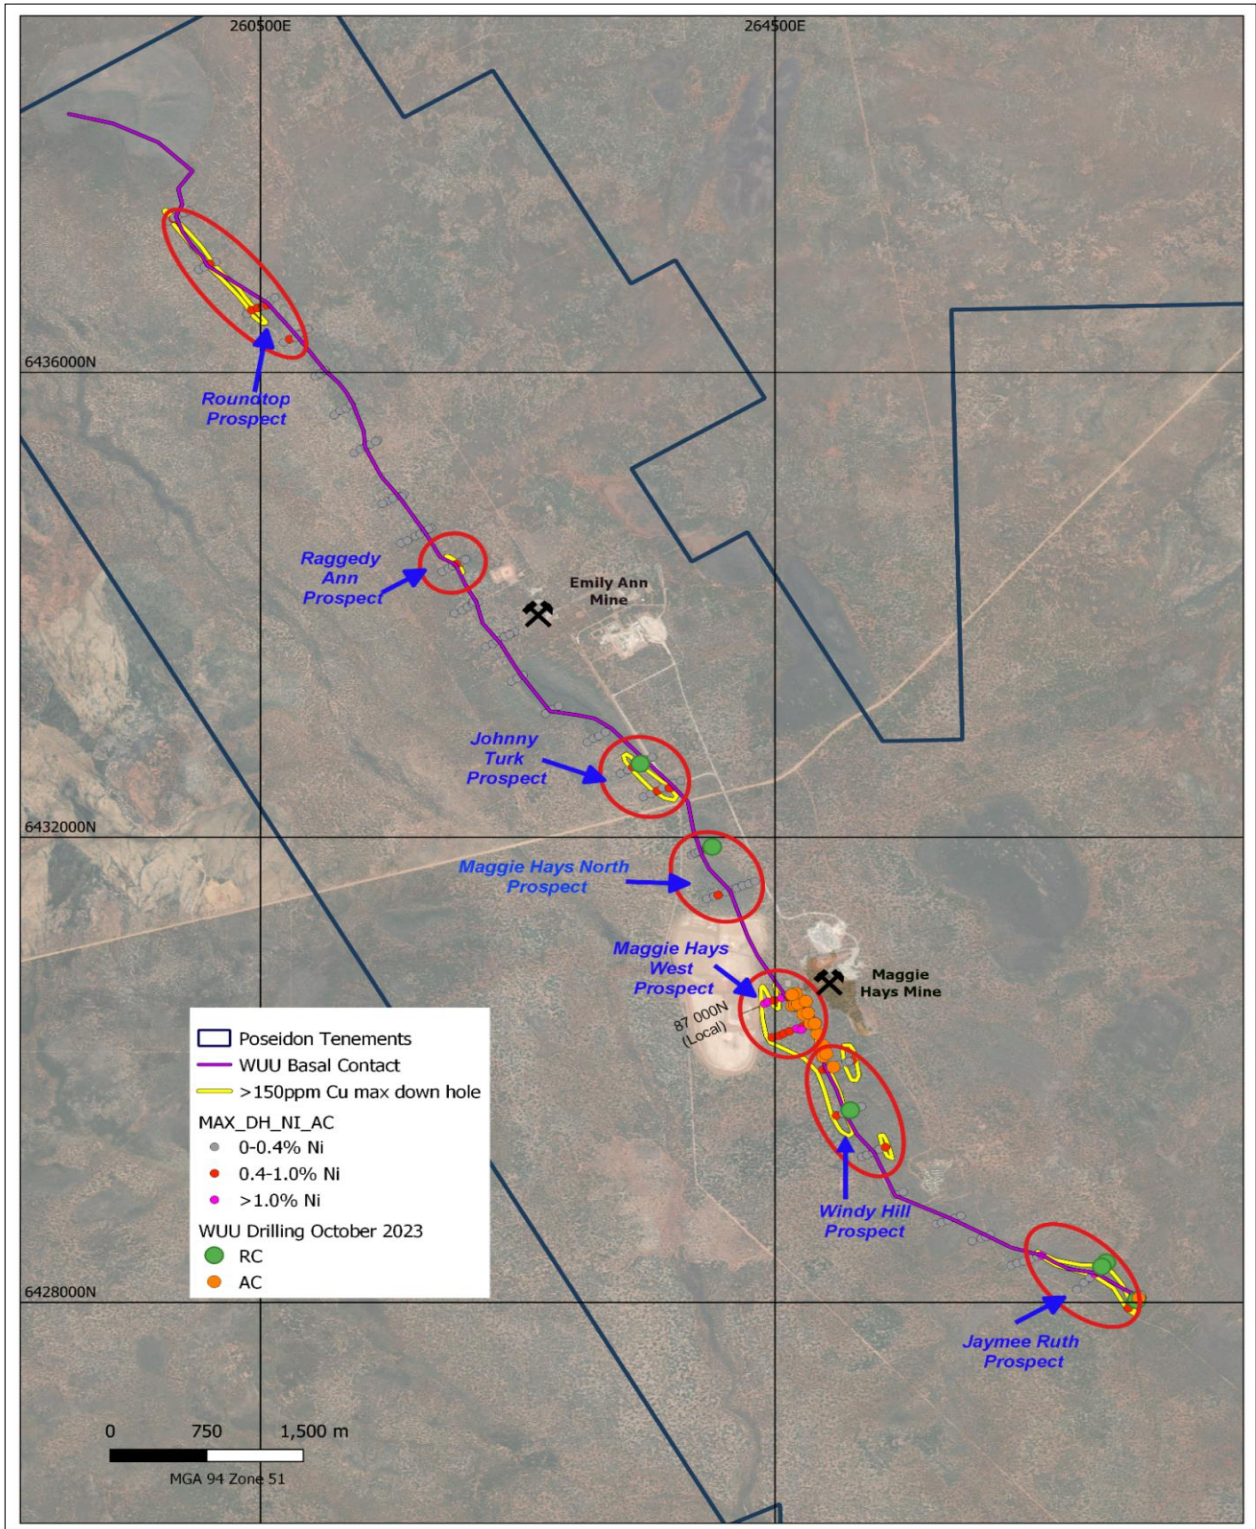 260500E
264500E
6436000N
Roundtop
Prospect
Raggedy
Ann
Prospect
Emily Ann
Mine
Johnny
Turk
Prospect
6432000N
Maggie Hays North
Prospect
Maggie Hays
West
Prospect
Maggie
Hays Mine
87 000N
(Local)
Poseidon Tenements
WUU Basal Contact
>150ppm Cu max down hole
MAX_DH_NI_AC
0-0.4% Ni
0.4-1.0% Ni
>1.0% Ni
WUU Drilling October 2023
RC
AC
Windy Hill
Prospect
6428000N
Jaymee Ruth
Prospect
0 750 1,500 m
MGA 94 Zone 51